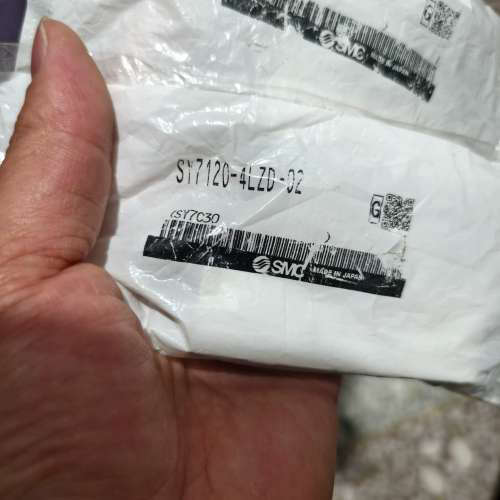 G
SMC
SY7120-4LZD-02
G
(SY7C30 )
SMC MADE IN JAPAN